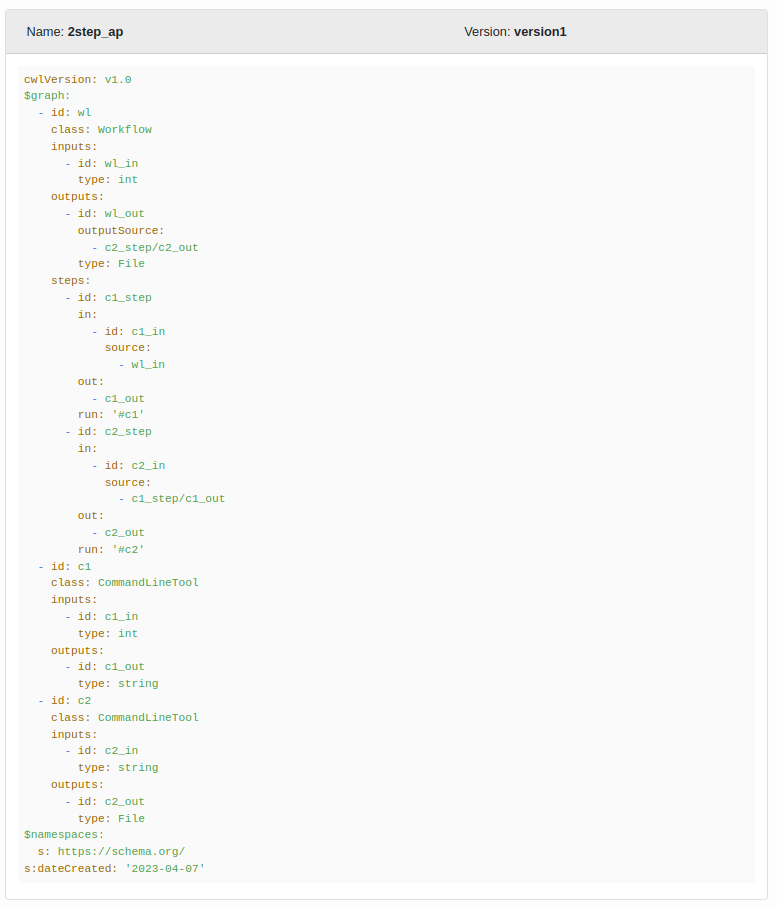 Name: 2step_ap Version: version1
cwlVersion: v1.0
$graph:
  - id: wl
    class: Workflow
    inputs:
      - id: wl_in
        type: int
    outputs:
      - id: wl_out
        outputSource:
          - c2_step/c2_out
        type: File
    steps:
      - id: c1_step
        in:
          - id: c1_in
            source:
              - wl_in
        out:
          - c1_out
        run: '#c1'
      - id: c2_step
        in:
          - id: c2_in
            source:
              - c1_step/c1_out
        out:
          - c2_out
        run: '#c2'
  - id: c1
    class: CommandLineTool
    inputs:
      - id: c1_in
        type: int
    outputs:
      - id: c1_out
        type: string
  - id: c2
    class: CommandLineTool
    inputs:
      - id: c2_in
        type: string
    outputs:
      - id: c2_out
        type: File
$namespaces:
  s: https://schema.org/
s:dateCreated: '2023-04-07'